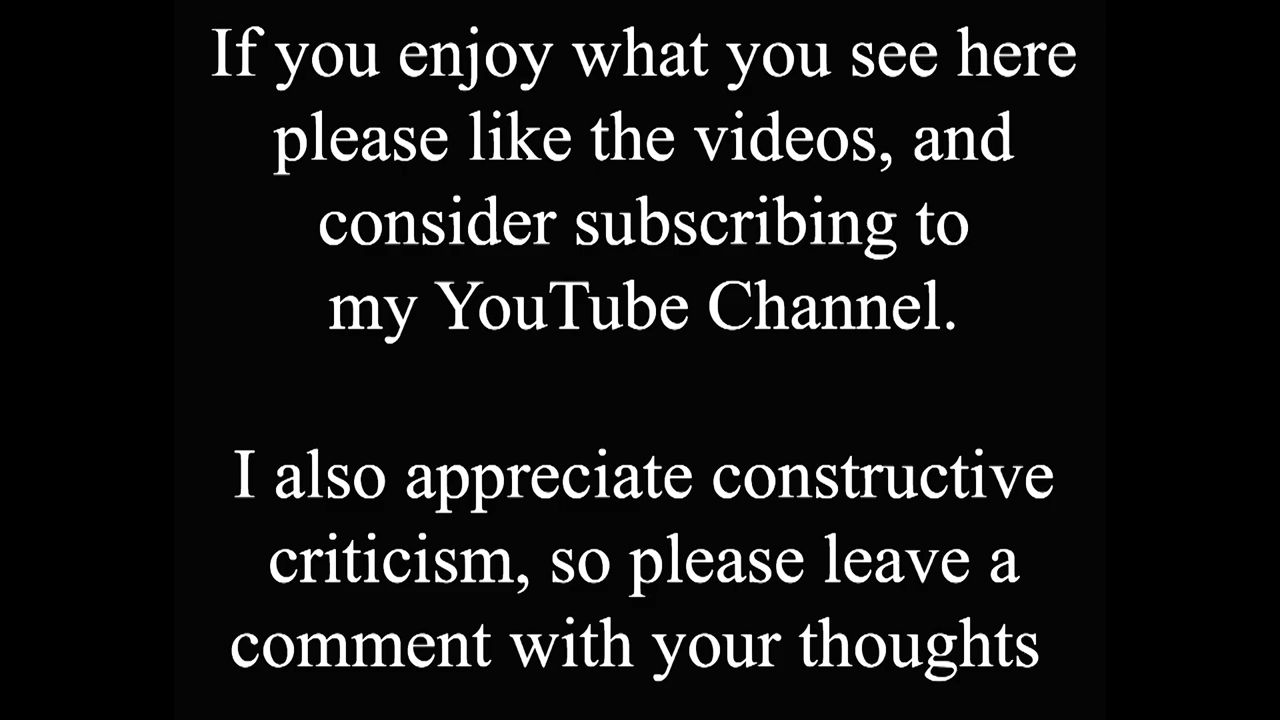 If you enjoy what you see here
please like the videos, and
consider subscribing to
my YouTube Channel.
I also appreciate constructive
criticism, so please leave a
comment with your thoughts